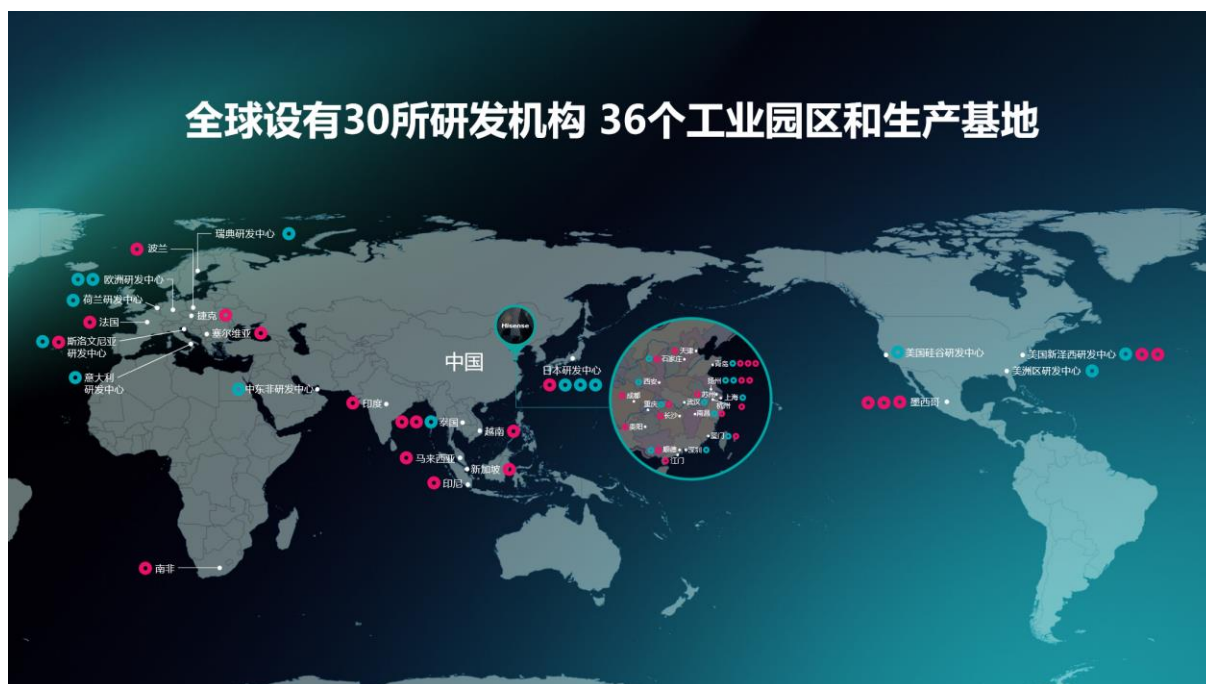 全球设有30所研发机构 36个工业园区和生产基地
瑞典研发中心
波兰
欧洲研发中心
荷兰研发中心
捷克
法国
塞尔维亚
斯洛文尼亚
研发中心
意大利
研发中心
中东非研发中心
印度
泰国
越南
马来西亚
新加坡
印尼
南非
中国
Hisense
日本研发中心
天津
石家庄
青岛
西安
扬州
成都
苏州
上海
重庆
武汉
杭州
长沙
南昌
贵阳
厦门
顺德
深圳
江门
美国硅谷研发中心
美国新泽西研发中心
美洲区研发中心
墨西哥